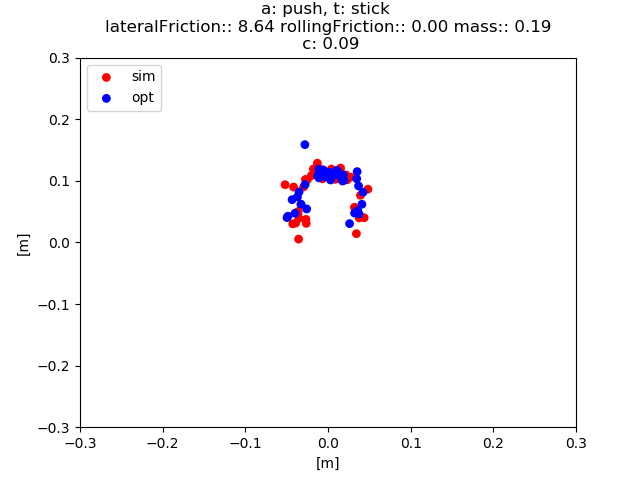 a: push, t: stick
lateralFriction:: 8.64 rollingFriction:: 0.00 mass:: 0.19
c: 0.09
sim
opt
0.3
0.2
0.1
0.0
−0.1
−0.2
−0.3
[m]
−0.3
−0.2
−0.1
0.0
0.1
0.2
0.3
[m]